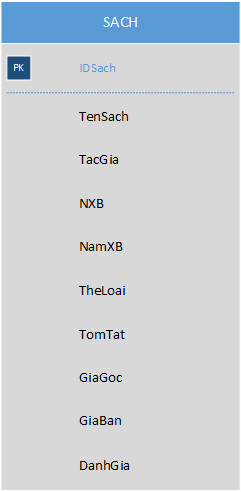 SACH
PK IDSach
TenSach
TacGia
NXB
NamXB
TheLoai
TomTat
GiaGoc
GiaBan
DanhGia